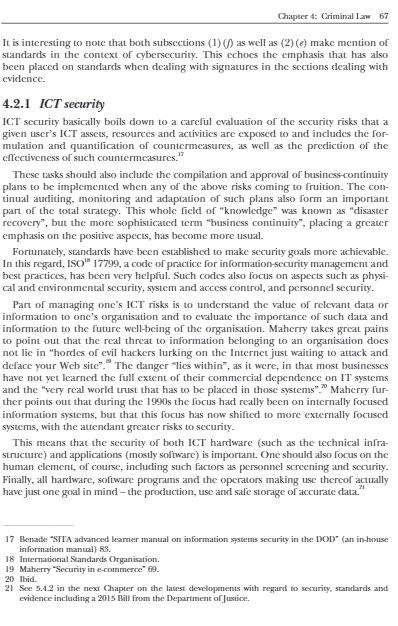 Chapter 4: Criminal Law 67
It is interesting to note that both subsections (1)(f) as well as (2)(e) make mention of
standards in the context of cybersecurity. This echoes the emphasis that has also
been placed on standards when dealing with signatures in the sections dealing with
evidence.
4.2.1 ICT security
ICT security basically boils down to a careful evaluation of the security risks that a
given user's ICT assets, resources and activities are exposed to and includes the for-
mulation and quantification of countermeasures, as well as the prediction of the
effectiveness of such countermeasures.17
These tasks should also include the compilation and approval of business-continuity
plans to be implemented when any of the above risks coming to fruition. The con-
tinual auditing, monitoring and adaptation of such plans also form an important
part of the total strategy. This whole field of "knowledge" was known as "disaster
recovery", but the more sophisticated term "business continuity", placing a greater
emphasis on the positive aspects, has become more usual.
Fortunately, standards have been established to make security goals more achievable.
In this regard, ISO18 17799, a code of practice for information-security management and
best practices, has been very helpful. Such codes also focus on aspects such as physi-
cal and environmental security, system and access control, and personnel security.
Part of managing one's ICT risks is to understand the value of relevant data or
information to one's organisation and to evaluate the importance of such data and
information to the future well-being of the organisation. Maherry takes great pains
to point out that the real threat to information belonging to an organisation does
not lie in "hordes of evil hackers lurking on the Internet just waiting to attack and
deface your Web site".19 The danger "lies within", as it were, in that most businesses
have not yet learned the full extent of their commercial dependence on IT systems
and the "very real world trust that has to be placed in those systems".20 Maherry fur-
ther points out that during the 1990s the focus had really been on internally focused
information systems, but that this focus has now shifted to more externally focused
systems, with the attendant greater risks to security.
This means that the security of both ICT hardware (such as the technical infra-
structure) and applications (mostly software) is important. One should also focus on the
human element, of course, including such factors as personnel screening and security.
Finally, all hardware, software programs and the operators making use thereof actually
have just one goal in mind – the production, use and safe storage of accurate data.21
17 Benade "SITA advanced learner manual on information systems security in the DOD" (an in-house
information manual) 83.
18 International Standards Organisation.
19 Maherry "Security in e-commerce" 69.
20 Ibid.
21 See 5.4.2 in the next Chapter on the latest developments with regard to security, standards and
evidence including a 2015 Bill from the Department of Justice.